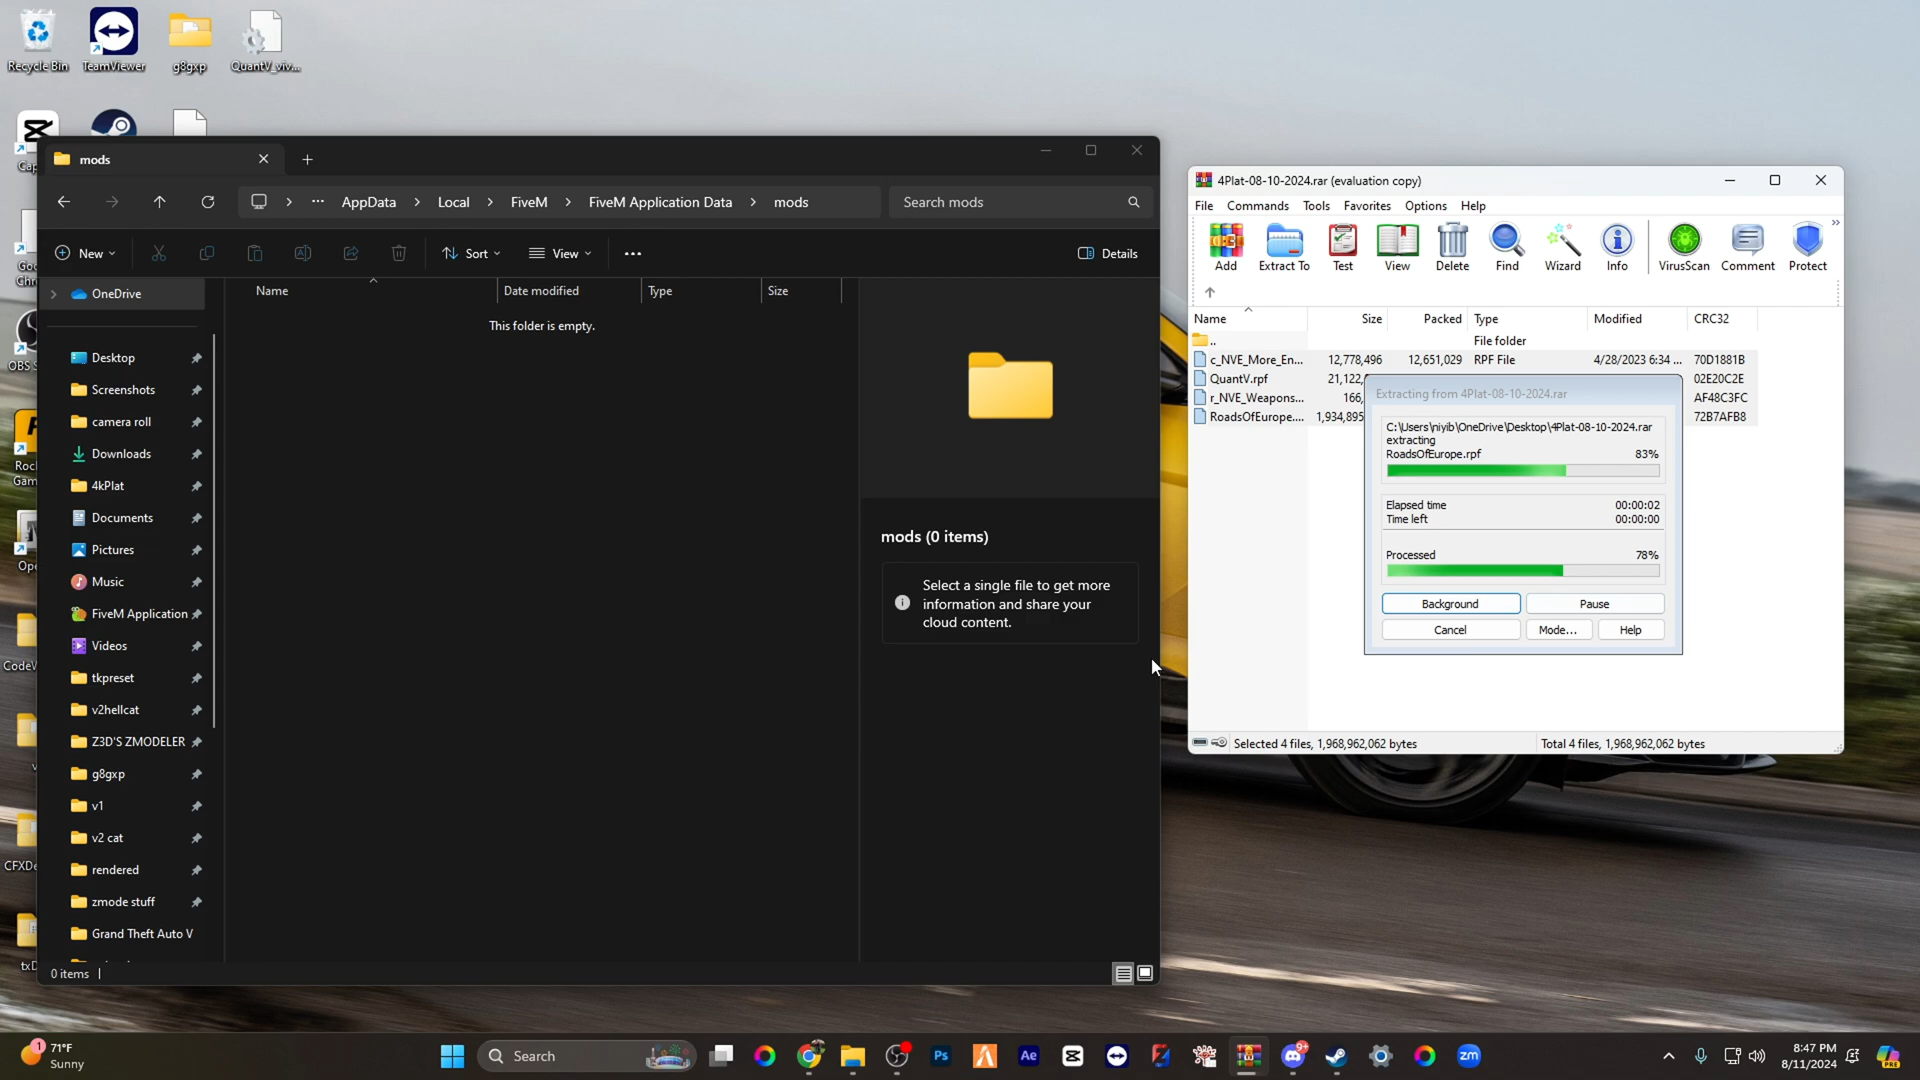 Recycle Bin
TeamViewer
g8gxp
QuantV_viv...
mods
AppData
Local
FiveM
FiveM Application Data
mods
Search mods
New
Sort
View
Details
OneDrive
Name
Date modified
Type
Size
This folder is empty.
Desktop
Screenshots
camera roll
Downloads
4kPlat
Documents
Pictures
Music
FiveM Application
Videos
tkpreset
v2hellcat
Z3D'S ZMODELER
g8gxp
v1
v2 cat
rendered
zmode stuff
Grand Theft Auto V
mods (0 items)
Select a single file to get more
information and share your
cloud content.
0 items
4Plat-08-10-2024.rar (evaluation copy)
File Commands Tools Favorites Options Help
Add Extract To Test View Delete Find Wizard Info VirusScan Comment Protect
Name Size Packed Type Modified CRC32
.. File folder
c_NVE_More_En... 12,778,496 12,651,029 RPF File 4/28/2023 6:34 ... 70D1881B
QuantV.rpf 21,122, 02E20C2E
r_NVE_Weapons... 166, AF48C3FC
RoadsOfEurope.... 1,934,895 72B7AFB8
Extracting from 4Plat-08-10-2024.rar
C:\Users\niyib\OneDrive\Desktop\4Plat-08-10-2024.rar
extracting
RoadsOfEurope.rpf 83%
Elapsed time 00:00:02
Time left 00:00:00
Processed 78%
Background Pause
Cancel Mode... Help
Selected 4 files, 1,968,962,062 bytes
Total 4 files, 1,968,962,062 bytes
1
71°F
Sunny
Search
Ps
Ae
9+
zm
8:47 PM
8/11/2024
PRE